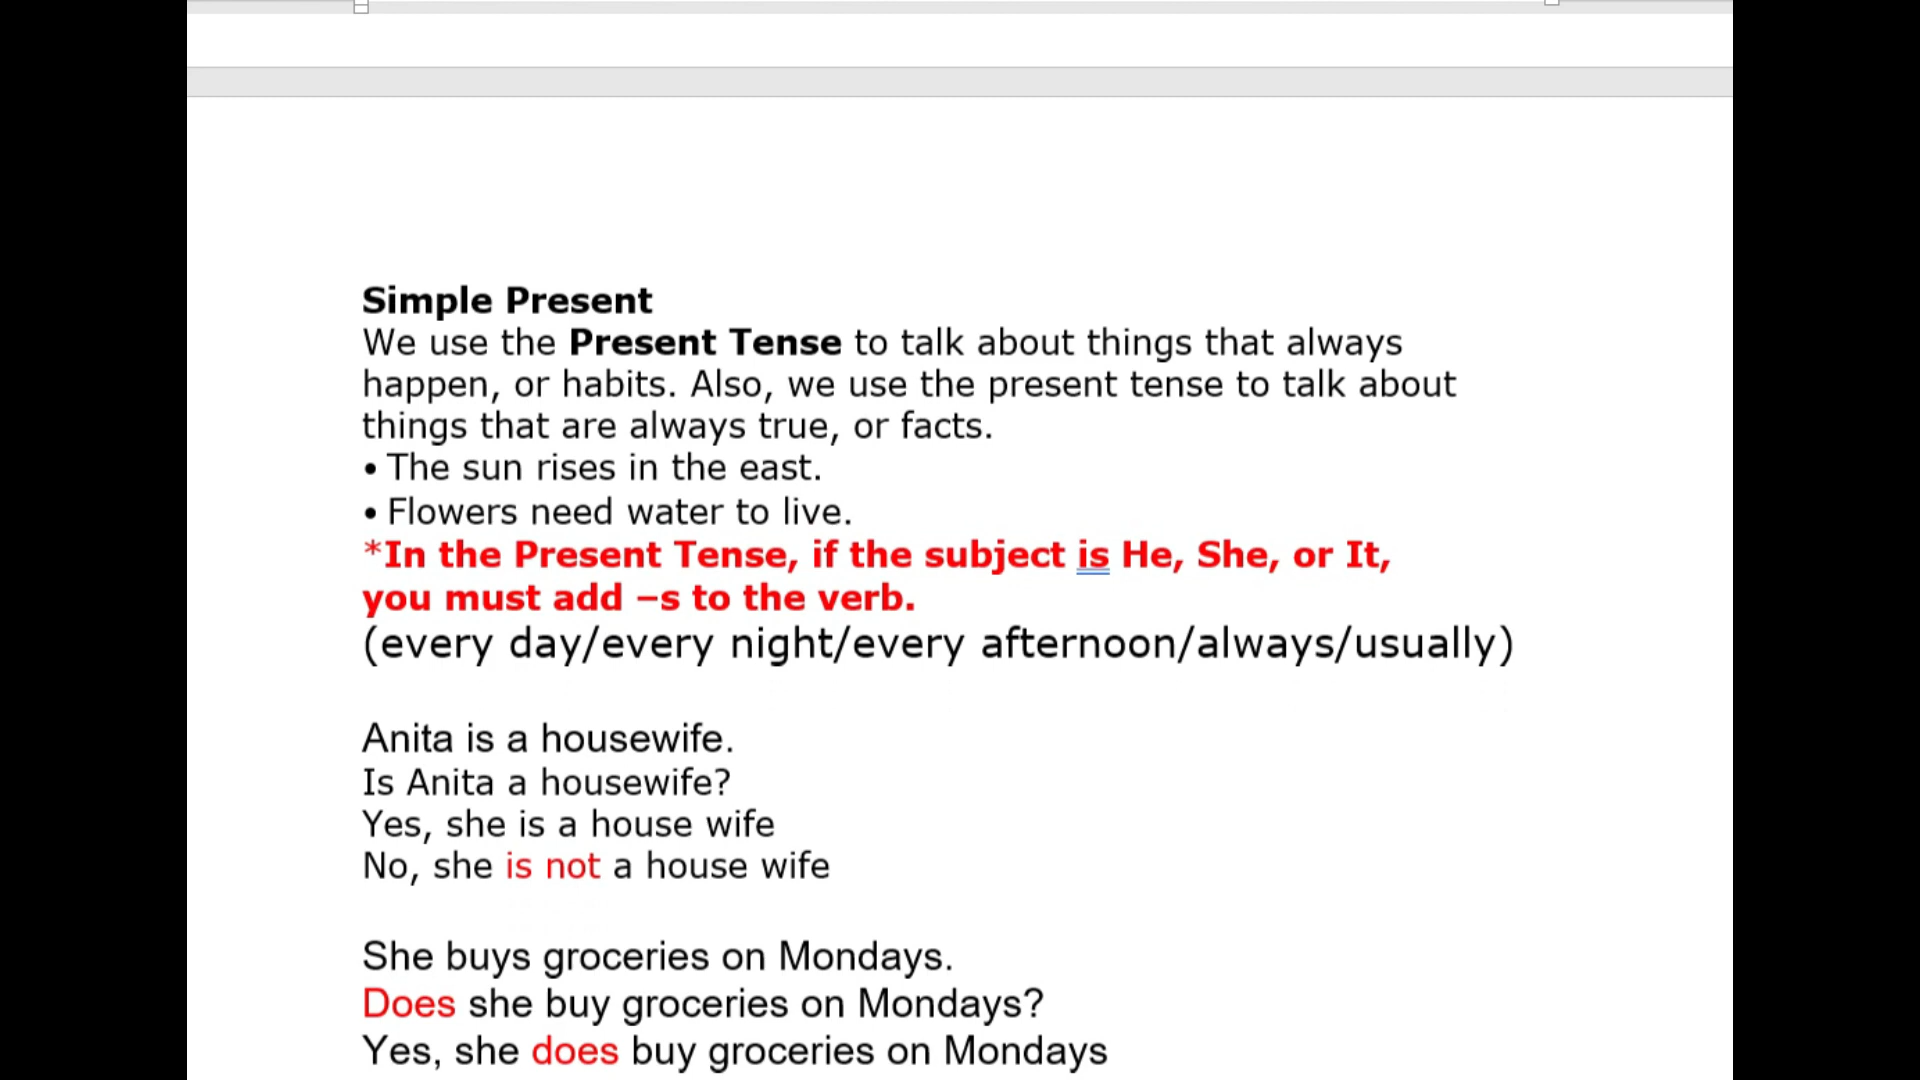 Simple Present
We use the Present Tense to talk about things that always
happen, or habits. Also, we use the present tense to talk about
things that are always true, or facts.
• The sun rises in the east.
• Flowers need water to live.
*In the Present Tense, if the subject is He, She, or It,
you must add –s to the verb.
(every day/every night/every afternoon/always/usually)
Anita is a housewife.
Is Anita a housewife?
Yes, she is a house wife
No, she is not a house wife
She buys groceries on Mondays.
Does she buy groceries on Mondays?
Yes, she does buy groceries on Mondays